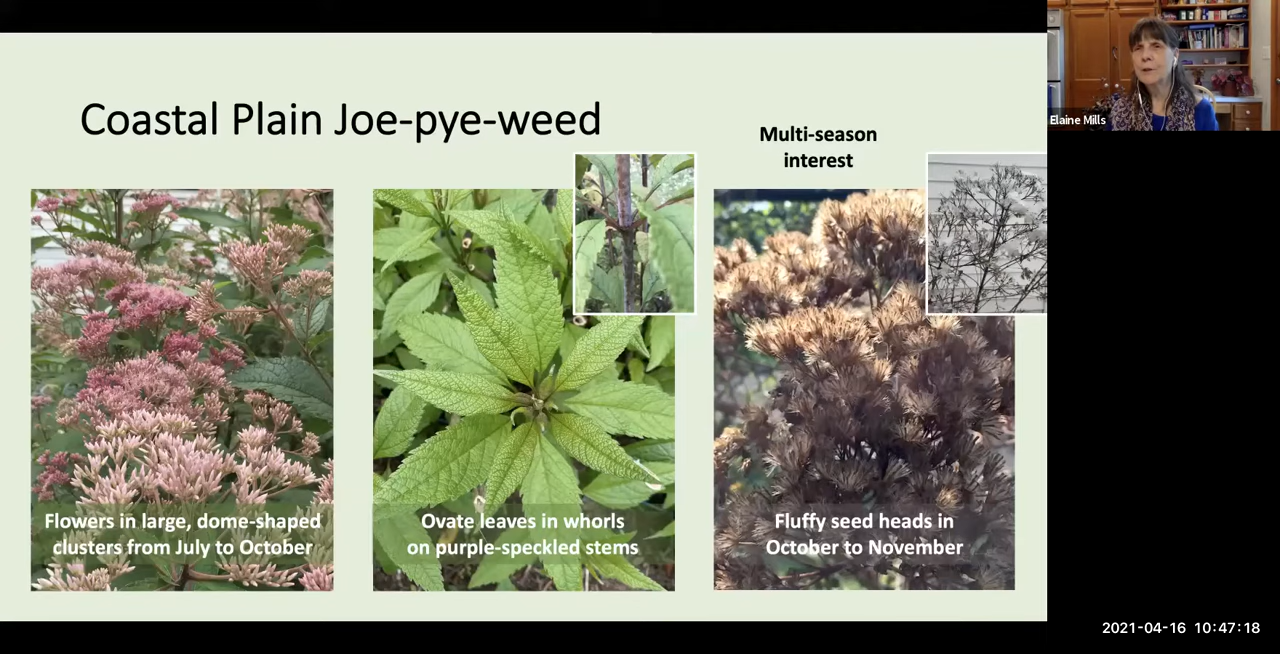 Coastal Plain Joe-pye-weed
Multi-season
interest
Flowers in large, dome-shaped
clusters from July to October
Ovate leaves in whorls
on purple-speckled stems
Fluffy seed heads in
October to November
Elaine Mills
2021-04-16 10:47:18